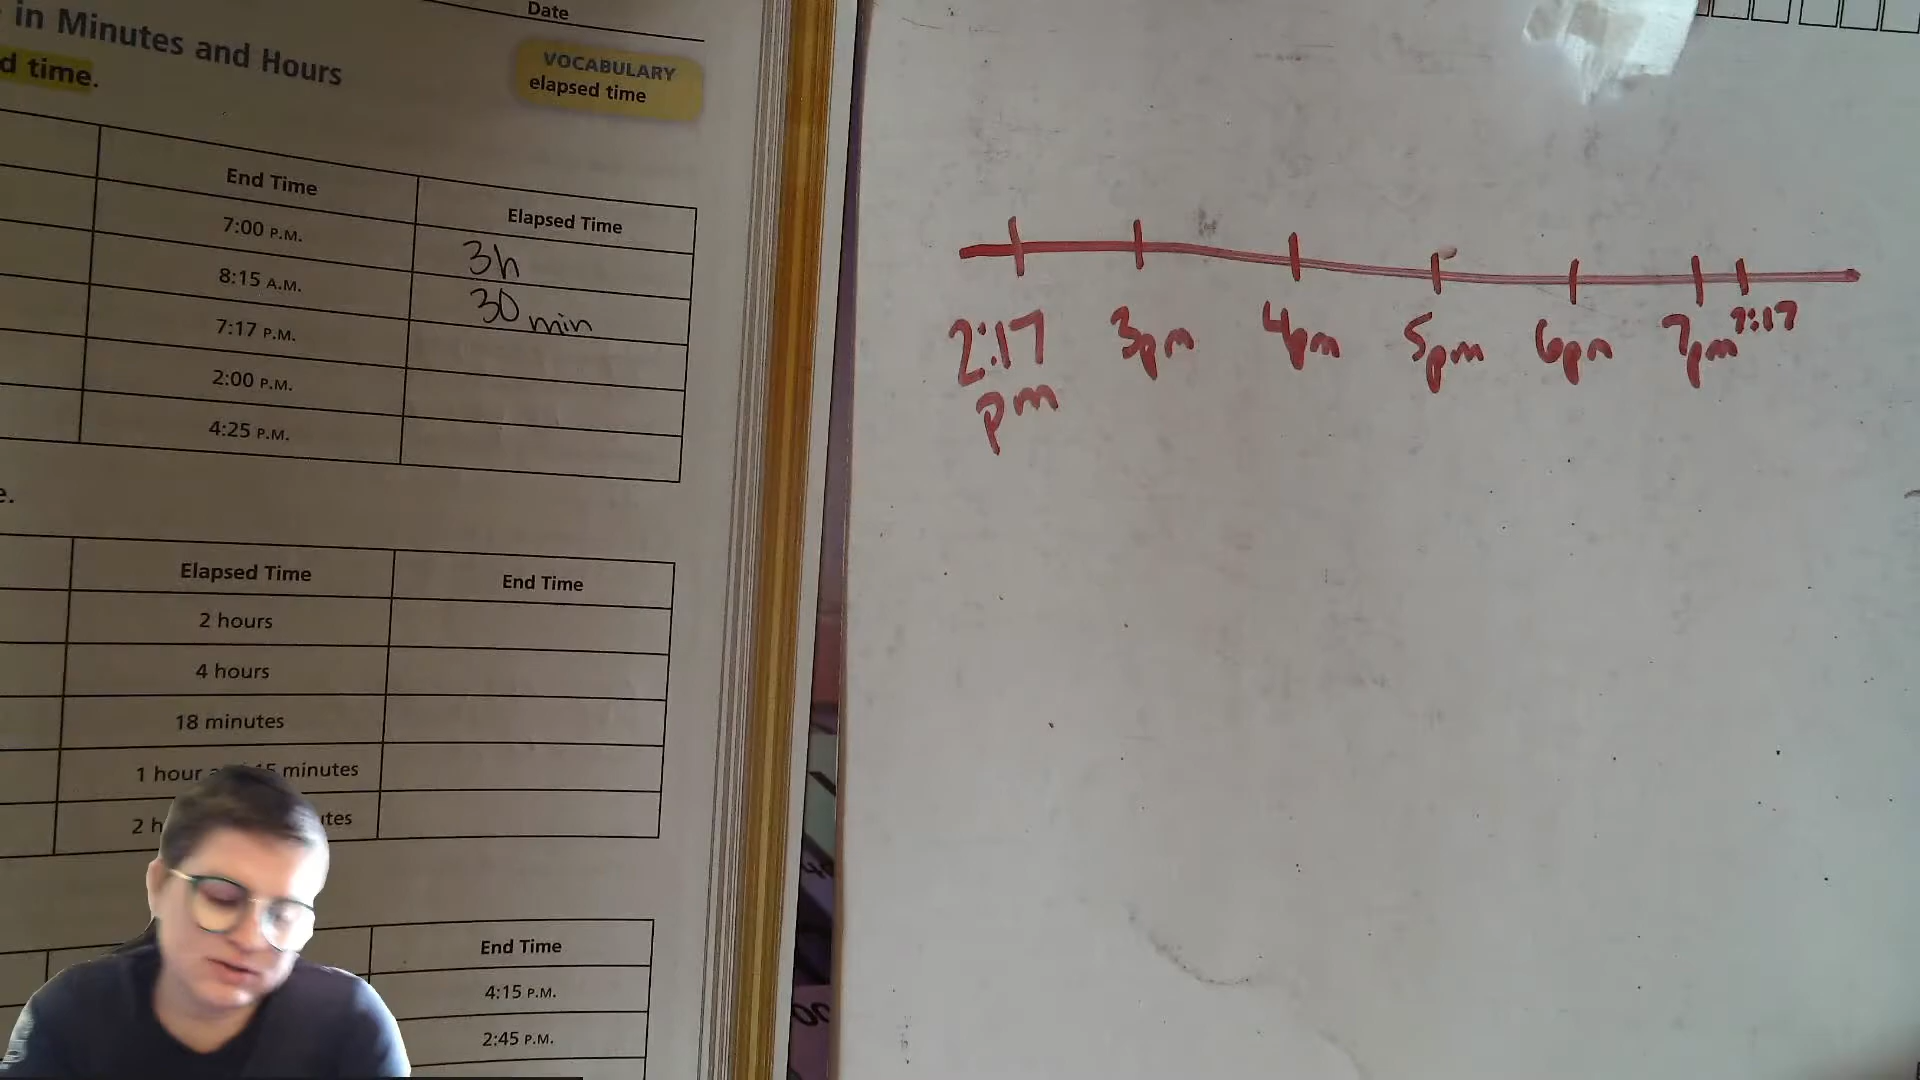 Date
in Minutes and Hours
d time.
VOCABULARY
elapsed time
End Time
Elapsed Time
7:00 P.M.
3h
8:15 A.M.
30 min
7:17 P.M.
2:00 P.M.
4:25 P.M.
e.
Elapsed Time
End Time
2 hours
4 hours
18 minutes
1 hour 15 minutes
2 h utes
End Time
4:15 P.M.
2:45 P.M.
2:17 pm
3pm
4pm
5pm
6pm
7pm
7:17